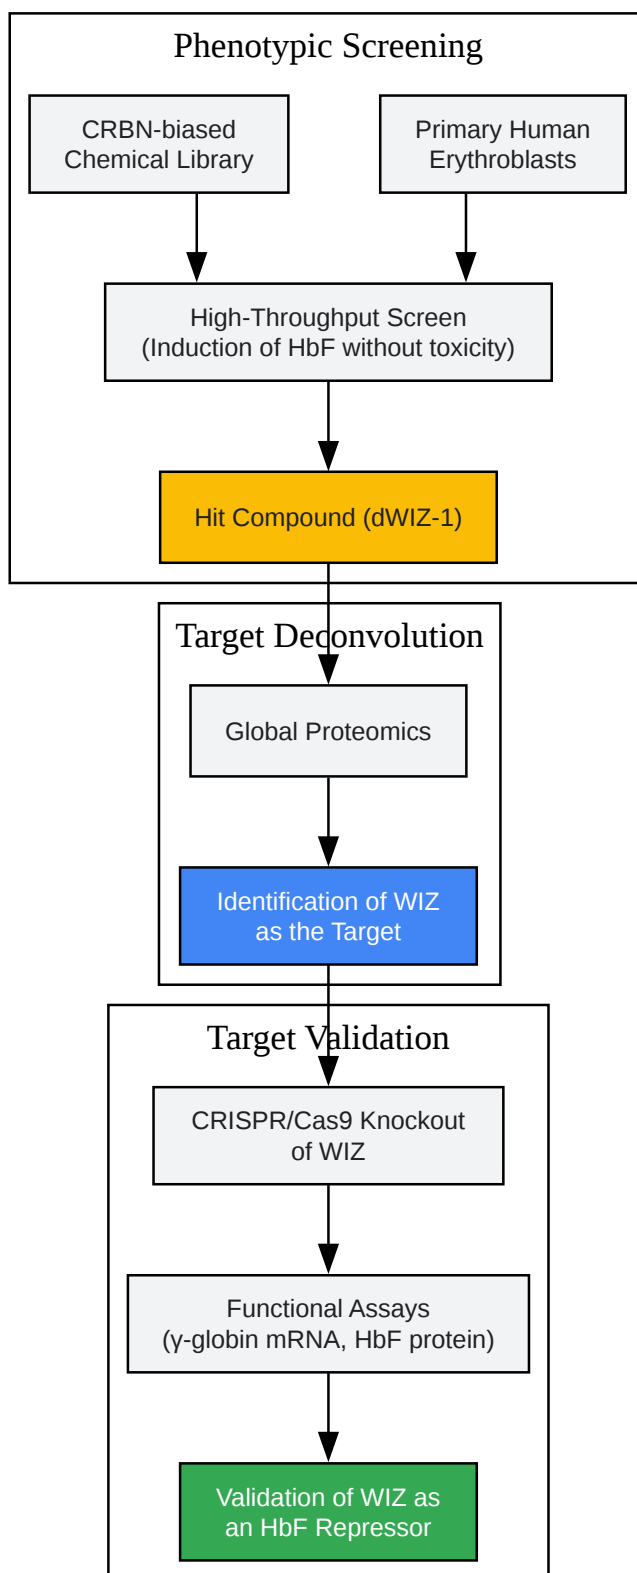 Phenotypic Screening
CRBN-biased
Chemical Library
Primary Human
Erythroblasts
High-Throughput Screen
(Induction of HbF without toxicity)
Hit Compound (dWIZ-1)
Target Deconvolution
Global Proteomics
Identification of WIZ
as the Target
Target Validation
CRISPR/Cas9 Knockout
of WIZ
Functional Assays
(γ-globin mRNA, HbF protein)
Validation of WIZ as
an HbF Repressor